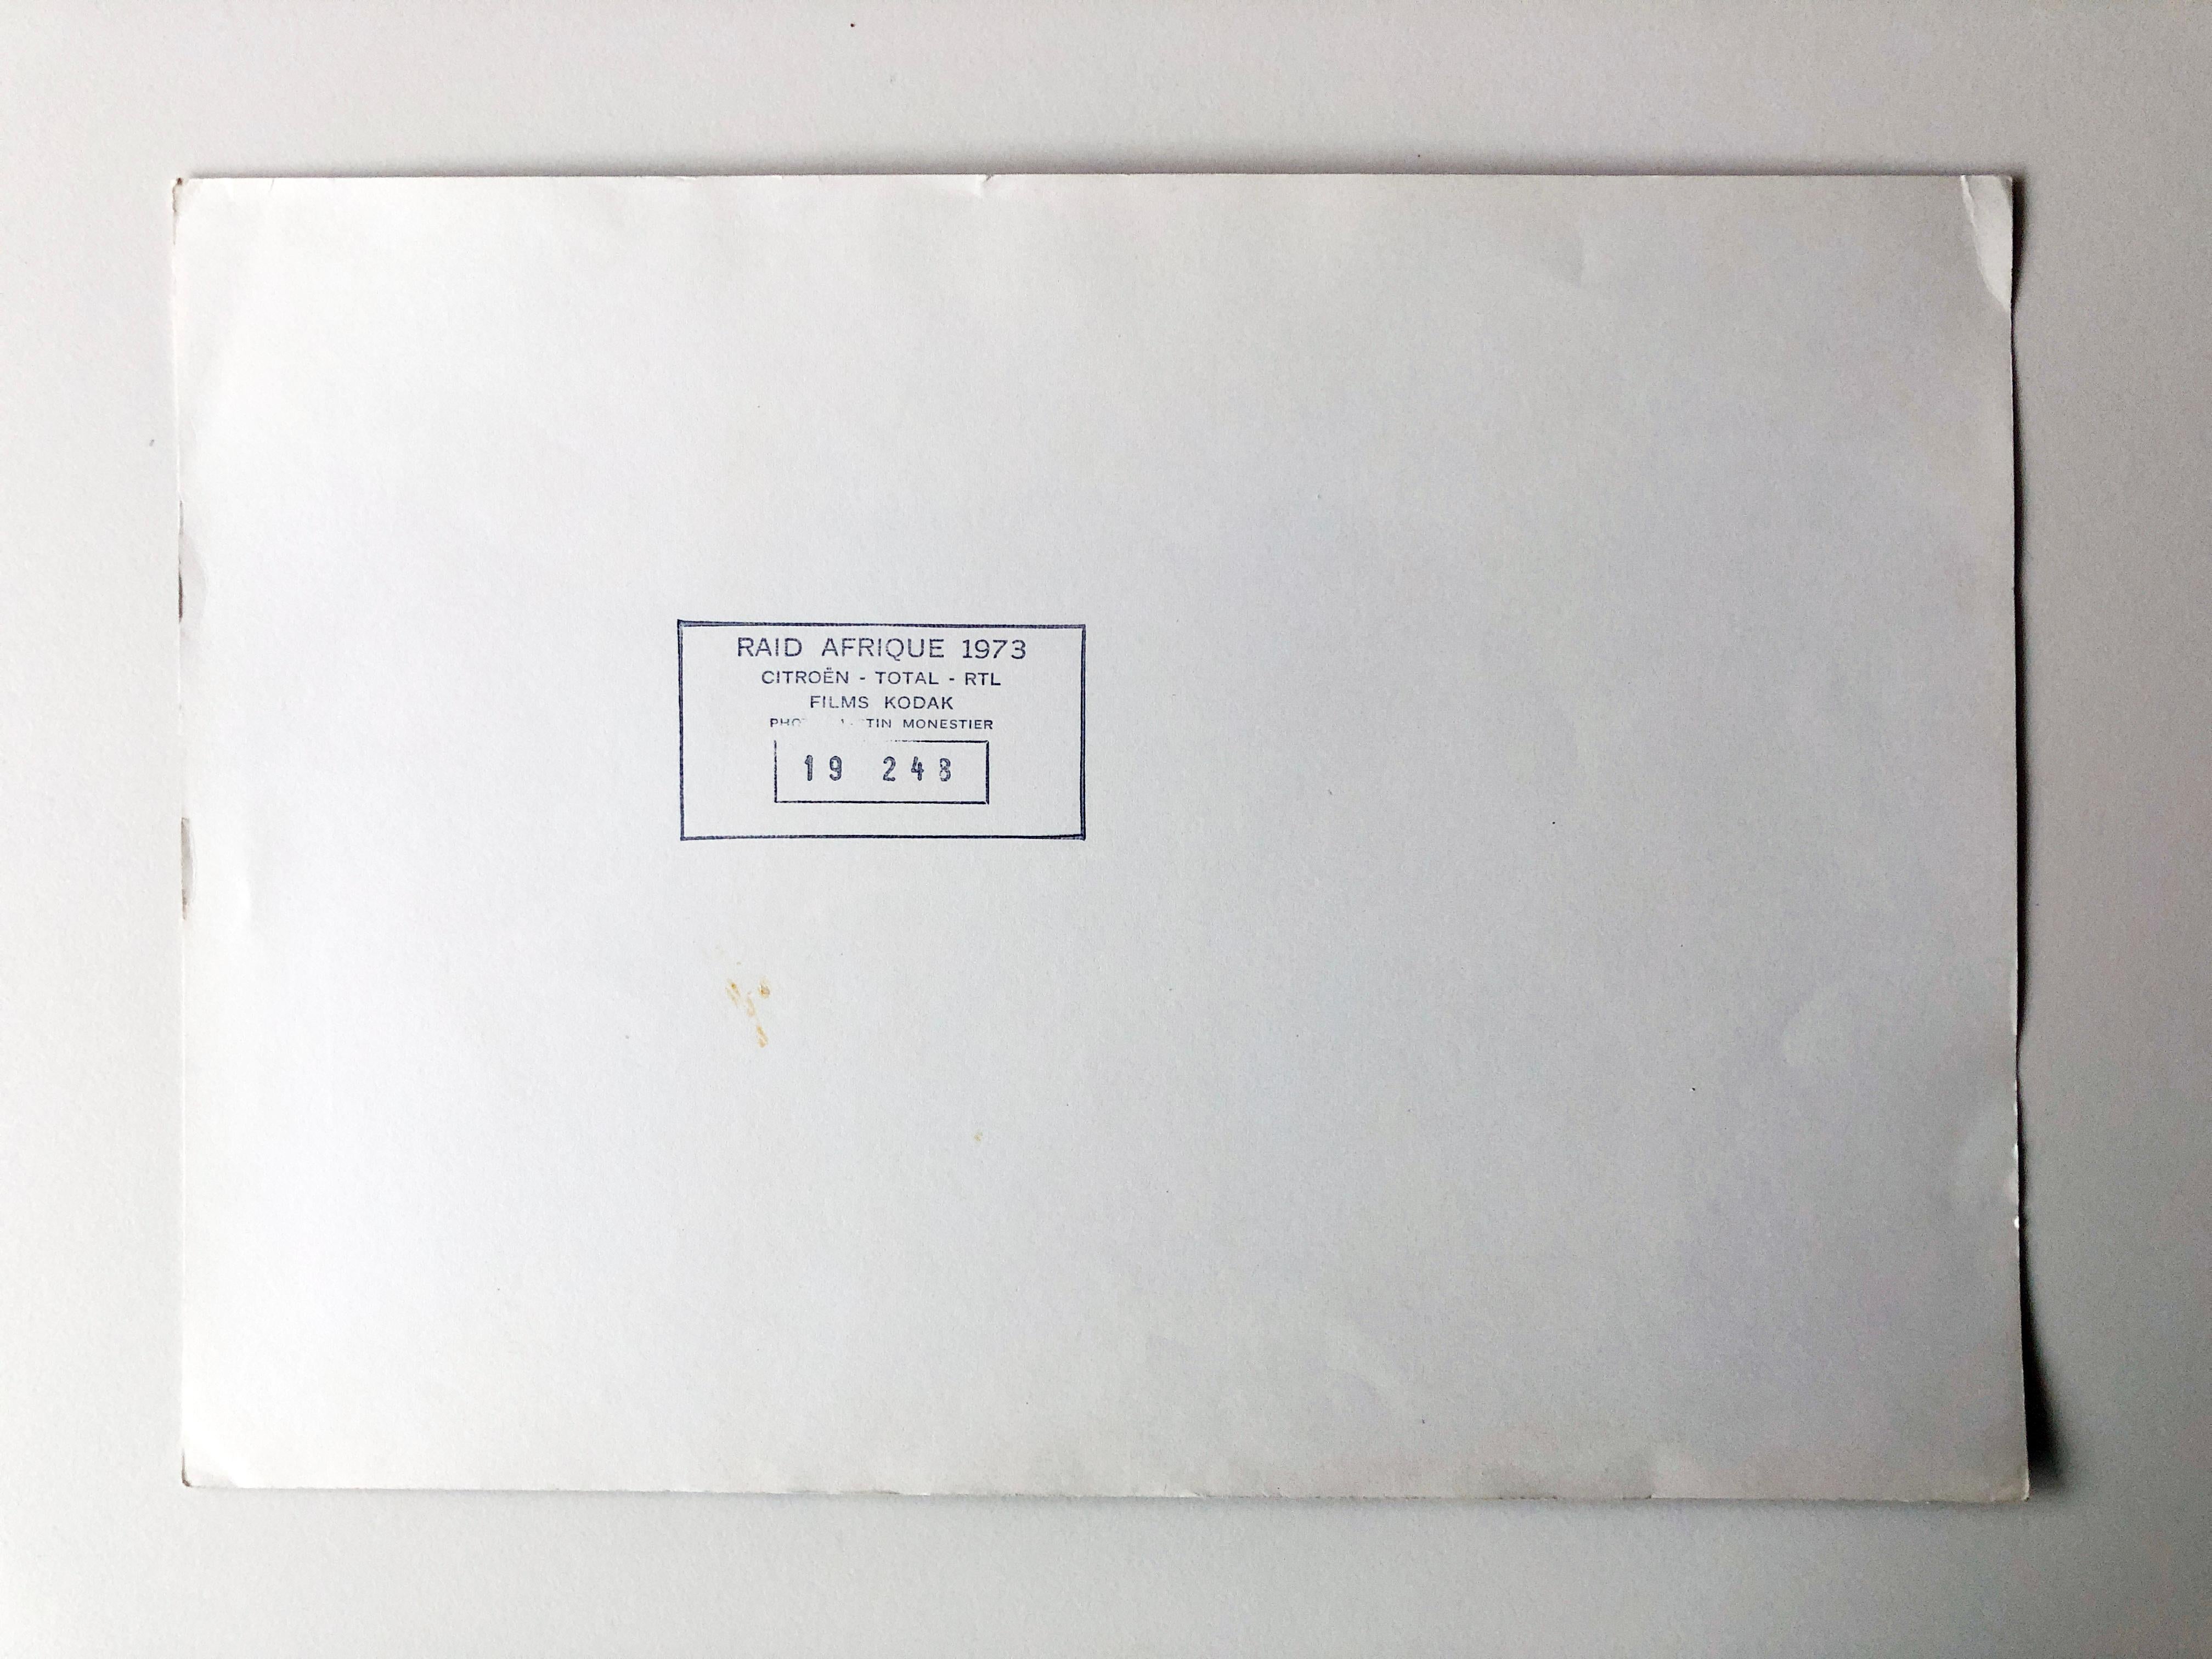 RAID AFRIQUE 1973
CITROËN - TOTAL - RTL
FILMS KODAK
MONESTIER
19 248